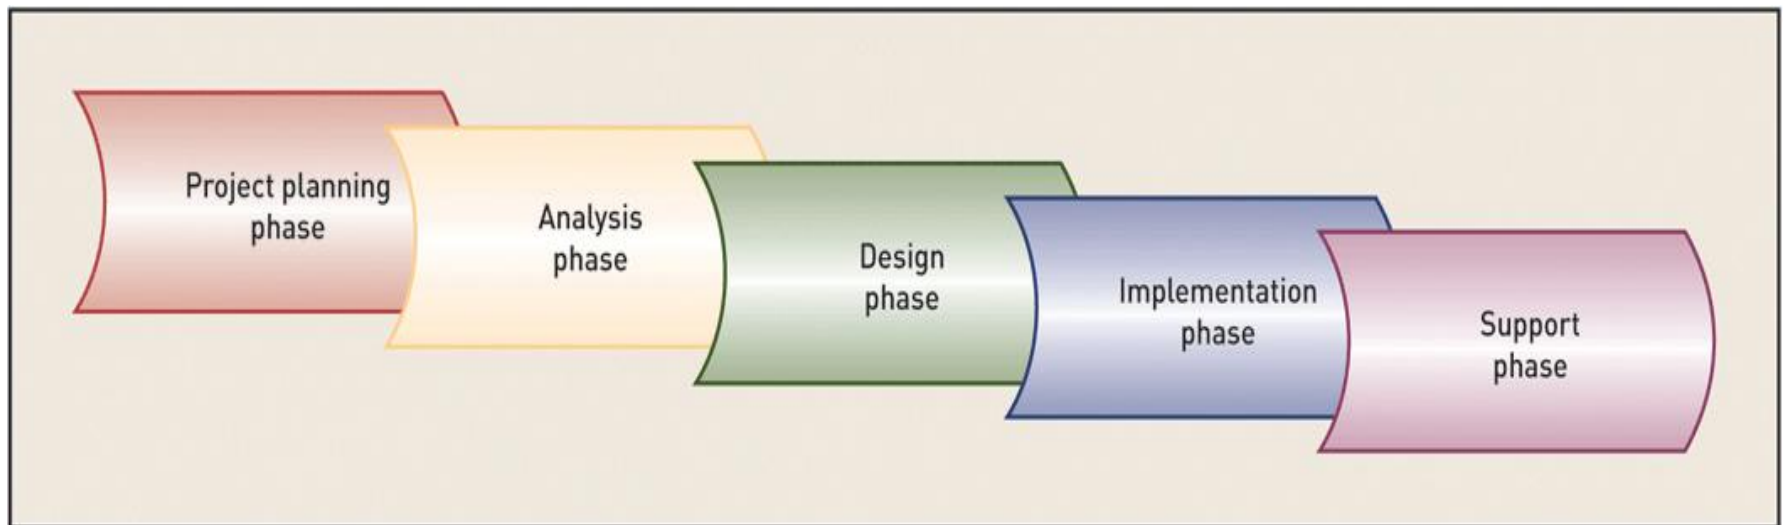 Project planning
phase
Analysis
phase
Design
phase
Implementation
phase
Support
phase